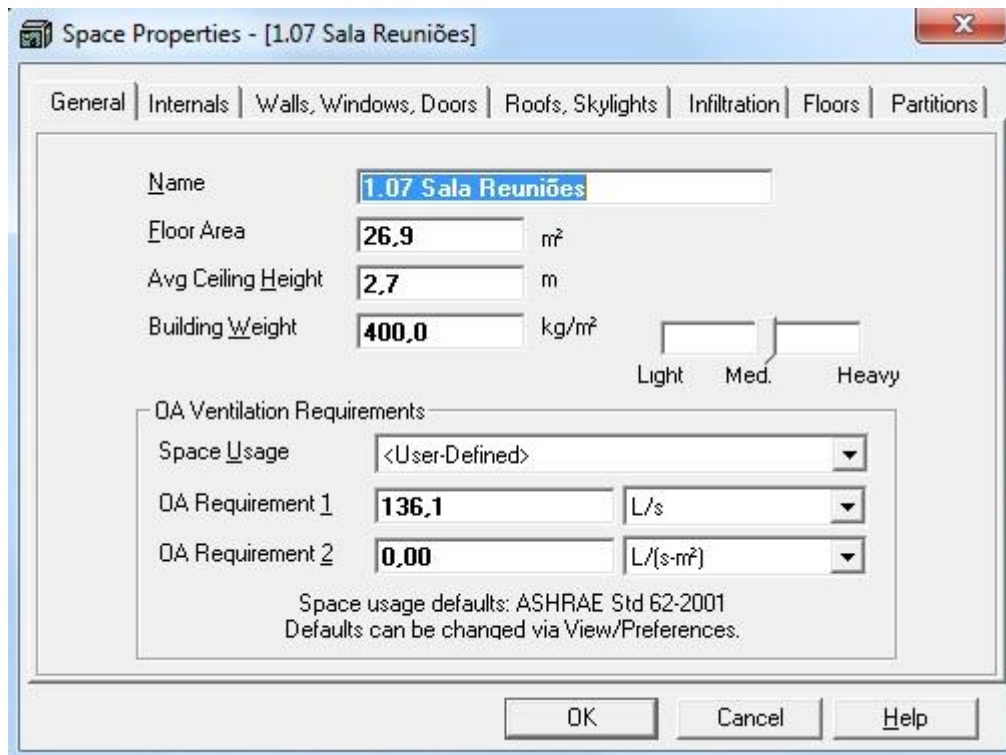 Space Properties - [1.07 Sala Reuniões]
General Internals Walls, Windows, Doors Roofs, Skylights Infiltration Floors Partitions
Name 1.07 Sala Reuniões
Floor Area 26,9 m²
Avg Ceiling Height 2,7 m
Building Weight 400,0 kg/m²
Light Med. Heavy
OA Ventilation Requirements
Space Usage <User-Defined>
OA Requirement 1 136,1 L/s
OA Requirement 2 0,00 L/(s-m²)
Space usage defaults: ASHRAE Std 62-2001
Defaults can be changed via View/Preferences.
OK Cancel Help